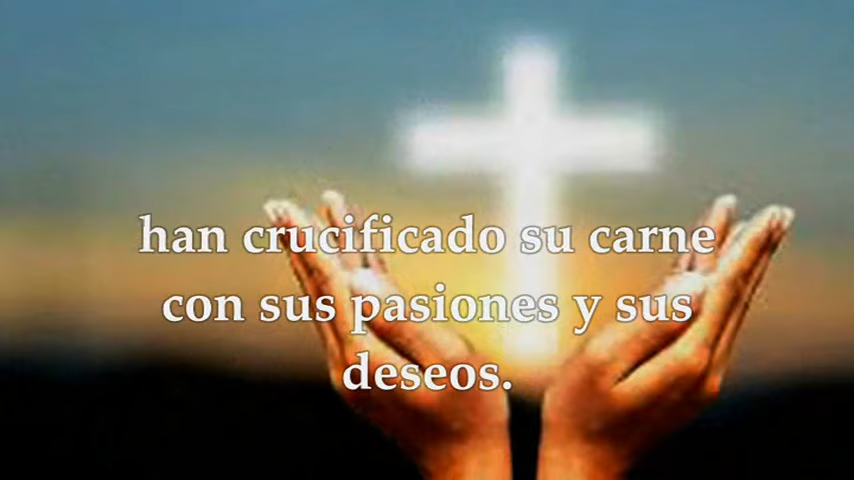 han crucificado su carne
con sus pasiones y sus
deseos.